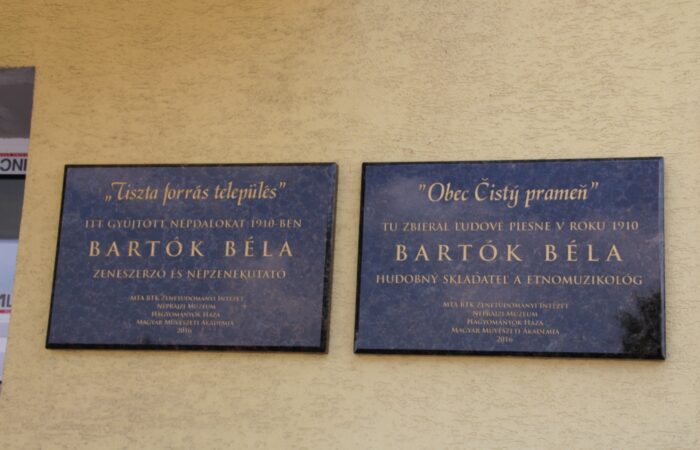 „Tiszta forrás település”
ITT GYŰJTÖTT NÉPDALOKAT 1910-BEN
BARTÓK BÉLA
ZENESZERZŐ ÉS NÉPZENEKUTATÓ
MTA BTK ZENETUDOMÁNYI INTÉZET
NÉPRAJZI MÚZEUM
HAGYOMÁNYOK HÁZA
MAGYAR MŰVÉSZETI AKADÉMIA
2016
"Obec Čistý prameň"
TU ZBIERAL ĽUDOVÉ PIESNE V ROKU 1910
BARTÓK BÉLA
HUDOBNÝ SKLADATEĽ A ETNOMUZIKOLÓG
MTA BTK ZENETUDOMÁNYI INTÉZET
NÉPRAJZI MÚZEUM
HAGYOMÁNYOK HÁZA
MAGYAR MŰVÉSZETI AKADÉMIA
2016